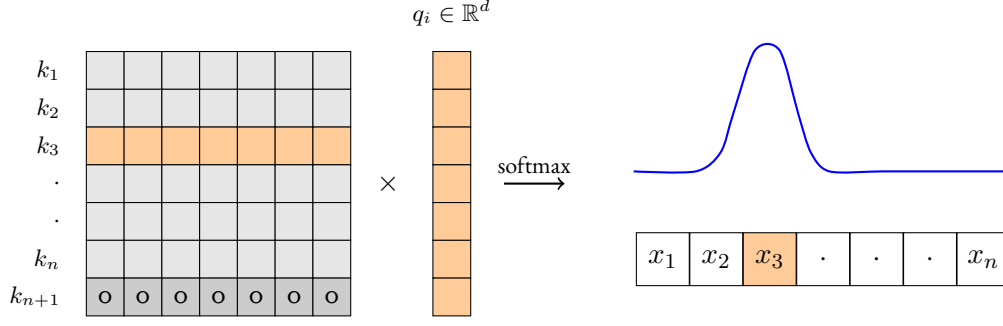 q_i ∈ ℝ^d
k_1
k_2
k_3
.
.
k_n
k_{n+1} o o o o o o o
×
softmax
x_1 x_2 x_3 . . . x_n